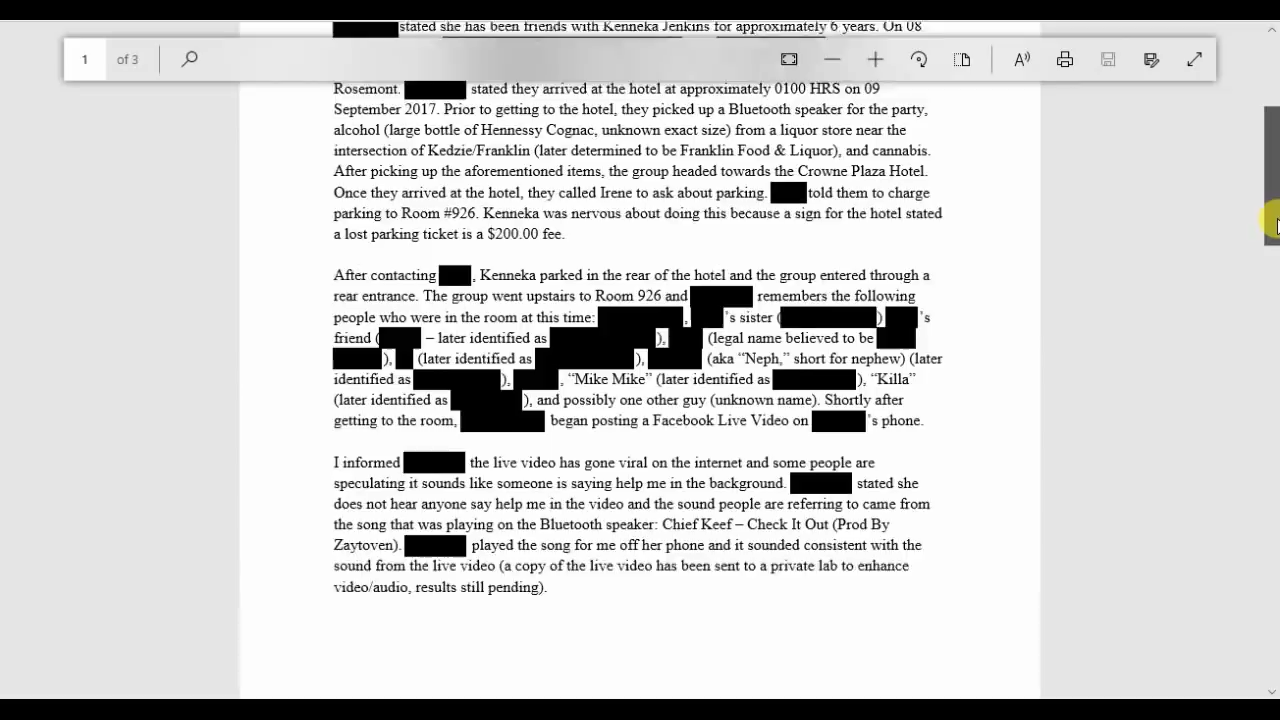 stated she has been friends with Kenneka Jenkins for approximately 6 years. On 08
1 of 3
Rosemont. stated they arrived at the hotel at approximately 0100 HRS on 09
September 2017. Prior to getting to the hotel, they picked up a Bluetooth speaker for the party,
alcohol (large bottle of Hennessy Cognac, unknown exact size) from a liquor store near the
intersection of Kedzie/Franklin (later determined to be Franklin Food & Liquor), and cannabis.
After picking up the aforementioned items, the group headed towards the Crowne Plaza Hotel.
Once they arrived at the hotel, they called Irene to ask about parking. told them to charge
parking to Room #926. Kenneka was nervous about doing this because a sign for the hotel stated
a lost parking ticket is a $200.00 fee.
After contacting , Kenneka parked in the rear of the hotel and the group entered through a
rear entrance. The group went upstairs to Room 926 and remembers the following
people who were in the room at this time: , 's sister ( ) 's
friend ( – later identified as ), (legal name believed to be
), (later identified as ), (aka “Neph,” short for nephew) (later
identified as ), , “Mike Mike” (later identified as ), “Killa”
(later identified as ), and possibly one other guy (unknown name). Shortly after
getting to the room, began posting a Facebook Live Video on 's phone.
I informed the live video has gone viral on the internet and some people are
speculating it sounds like someone is saying help me in the background. stated she
does not hear anyone say help me in the video and the sound people are referring to came from
the song that was playing on the Bluetooth speaker: Chief Keef – Check It Out (Prod By
Zaytoven). played the song for me off her phone and it sounded consistent with the
sound from the live video (a copy of the live video has been sent to a private lab to enhance
video/audio, results still pending).